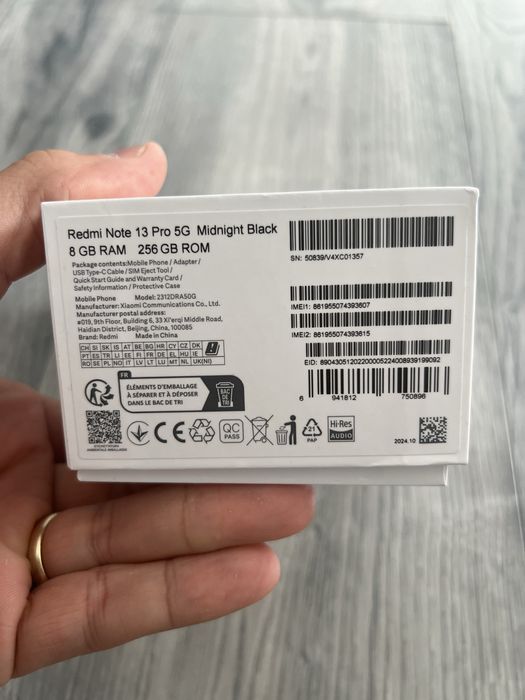 Redmi Note 13 Pro 5G Midnight Black
8 GB RAM 256 GB ROM
Package contents:Mobile Phone / Adapter /
USB Type-C Cable / SIM Eject Tool /
Quick Start Guide and Warranty Card /
Safety Information / Protective Case
Mobile Phone Model: 2312DRA50G
Manufacturer: Xiaomi Communications Co., Ltd.
Manufacturer postal address:
#019, 9th Floor, Building 6, 33 Xi'erqi Middle Road,
Haidian District, Beijing, China, 100085
Brand: Redmi Made in China
CH SI SK IS AT BE BG HR CY CZ DK
PT ES TR LI EE FI FR DE EL HU IE
RO SE PL NO IT LV LT LU MT NL UK(NI)
SN: 50839/V4XC01357
IMEI1: 861955074393607
IMEI2: 861955074393615
EID: 89043051202200005224008939199092
6 941812 750896
FR
ÉLÉMENTS D'EMBALLAGE
À SÉPARER ET À DÉPOSER
DANS LE BAC DE TRI
BAC
DE
TRI
QC
PASS
21
PAP
Hi-Res
AUDIO
2024.10